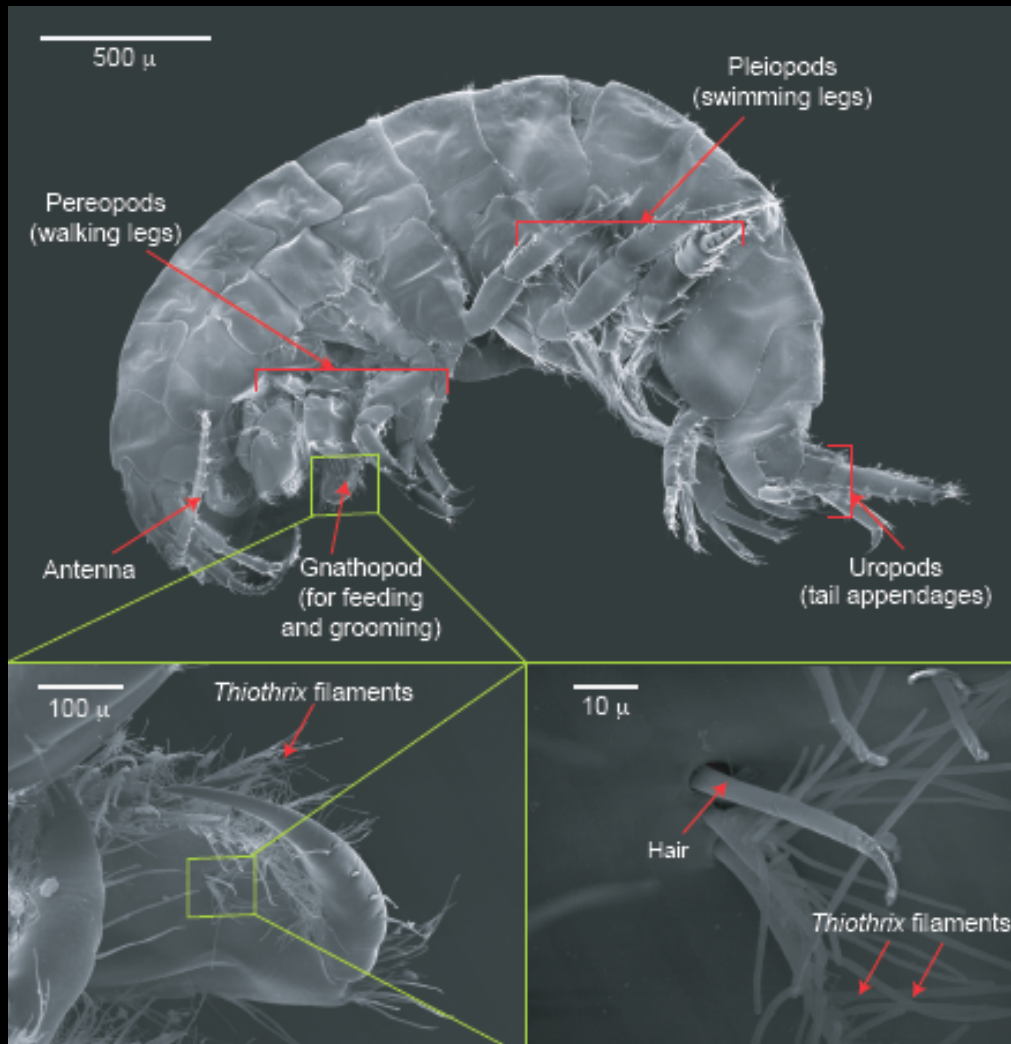 500 μ
Pleiopods
(swimming legs)
Pereopods
(walking legs)
Antenna
Gnathopod
(for feeding
and grooming)
Uropods
(tail appendages)
100 μ
Thiothrix filaments
10 μ
Hair
Thiothrix filaments